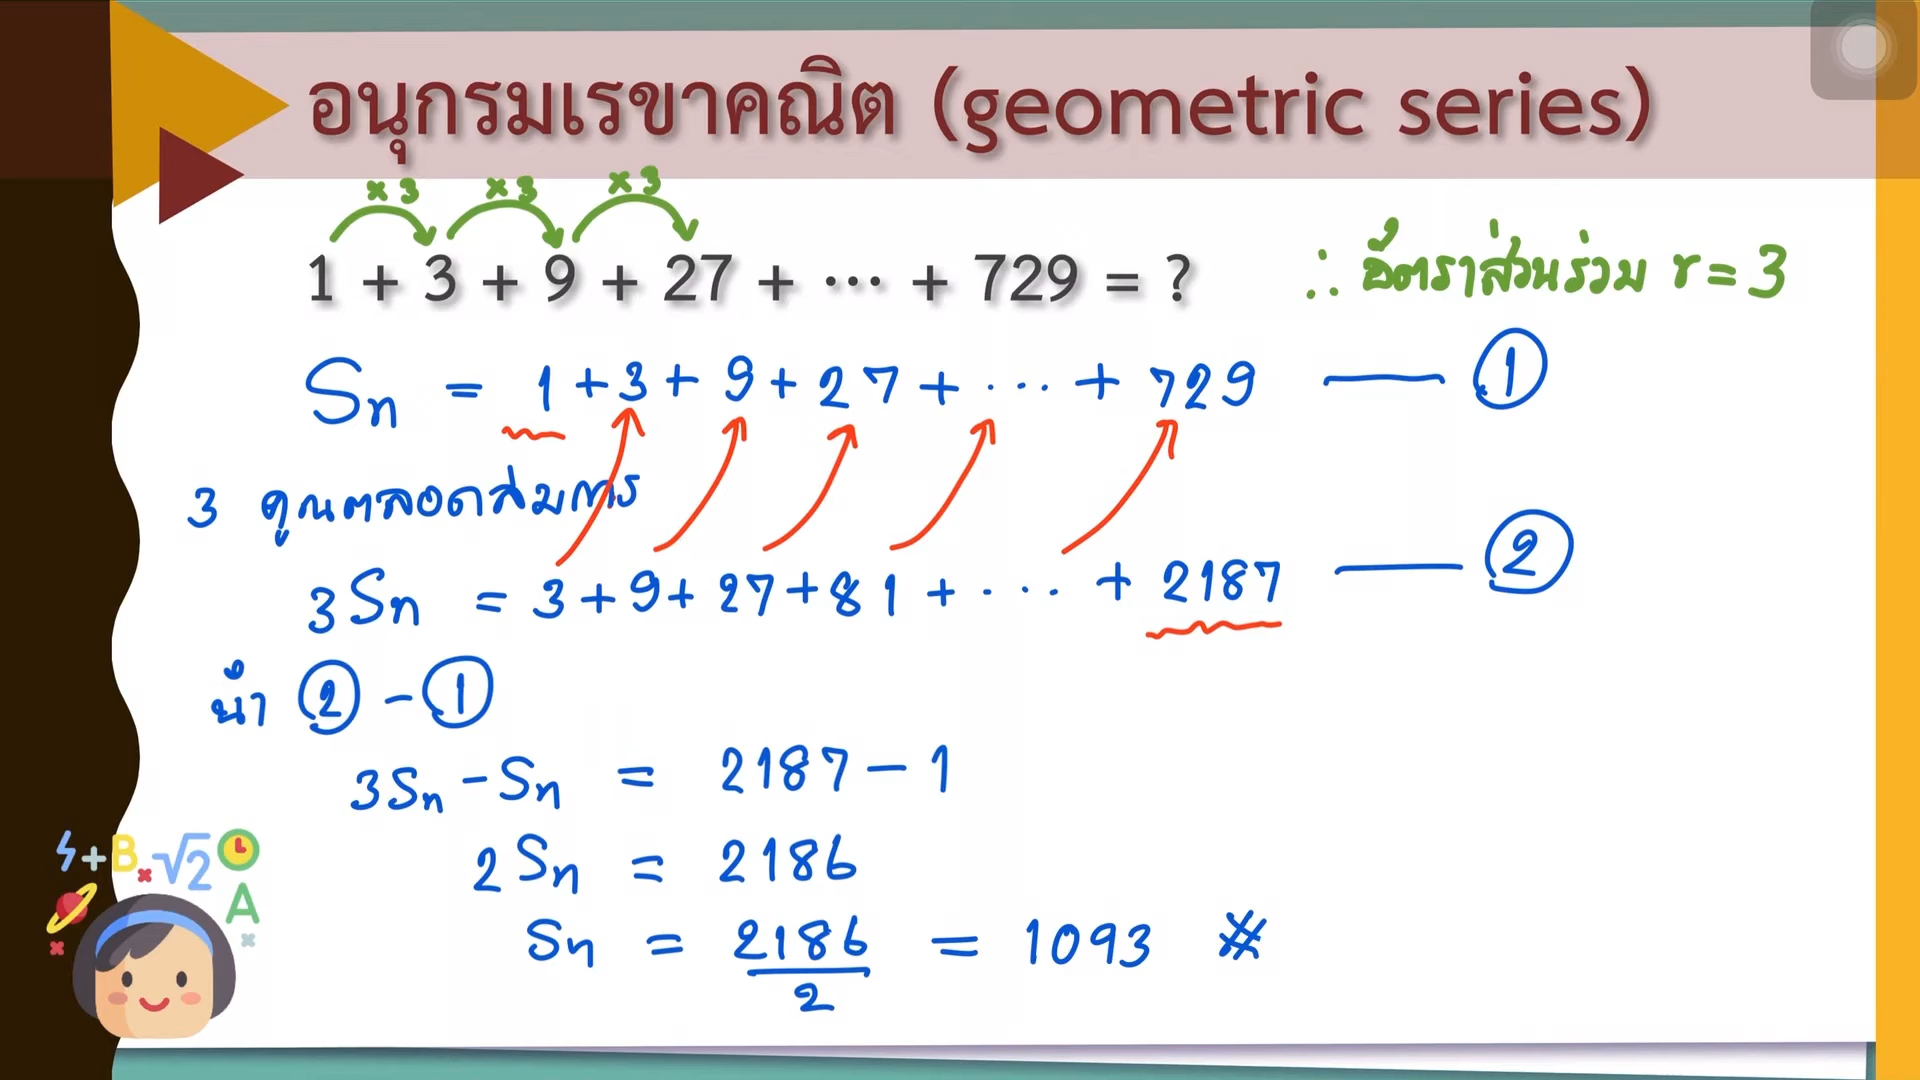 อนุกรมเรขาคณิต (geometric series)
×3 ×3 ×3
1 + 3 + 9 + 27 + ⋯ + 729 = ?
∴ อัตราส่วนร่วม r = 3
Sn = 1 + 3 + 9 + 27 + ... + 729 —— ①
3 คูณตลอดสมการ
3Sn = 3 + 9 + 27 + 81 + ... + 2187 —— ②
นำ ② - ①
3Sn - Sn = 2187 - 1
2Sn = 2186
Sn = 2186/2 = 1093 #
+ B × √2
A